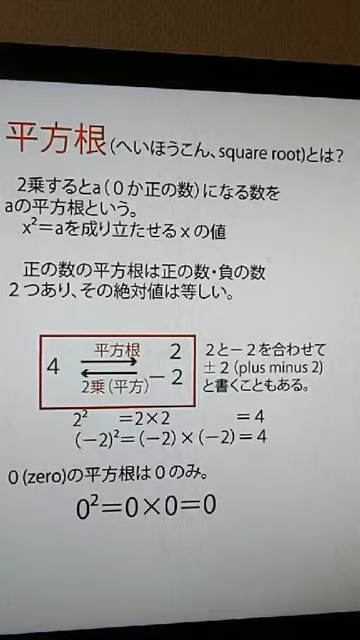 平方根(へいほうこん、square root)とは?
2乗するとa(0か正の数)になる数を
aの平方根という。
x²=aを成り立たせるxの値
正の数の平方根は正の数・負の数
2つあり、その絶対値は等しい。
4 平方根 2乗(平方) 2 −2
2と−2を合わせて
±2 (plus minus 2)
と書くこともある。
2² =2×2 =4
(−2)²=(−2)×(−2)=4
0(zero)の平方根は0のみ。
0²=0×0=0